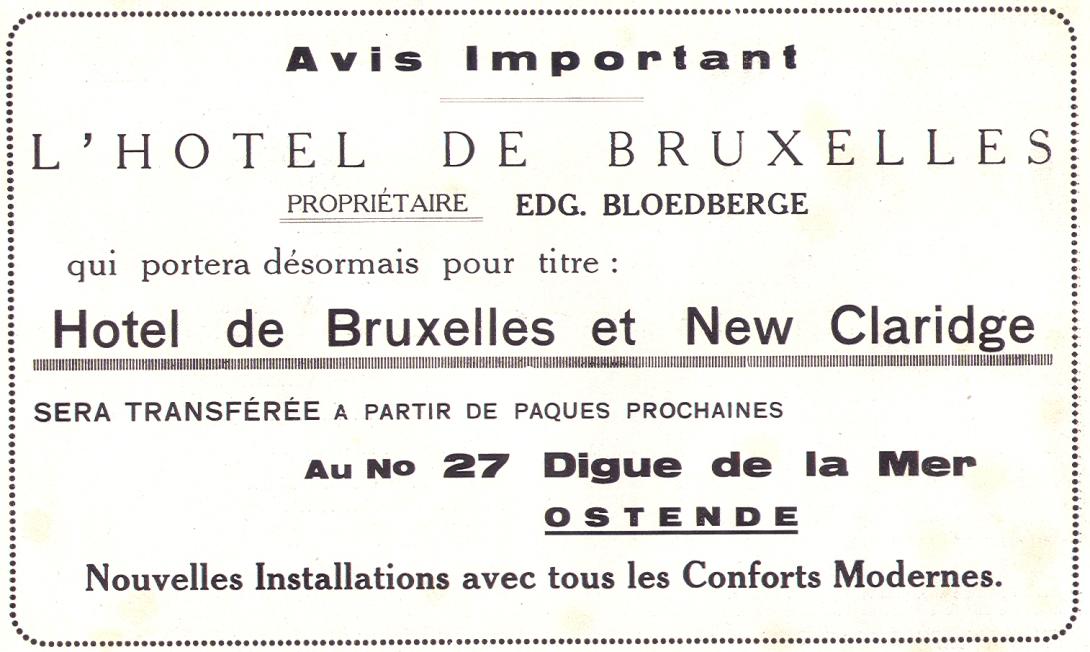 Avis Important
L'HOTEL DE BRUXELLES
PROPRIÉTAIRE EDG. BLOEDBERGE
qui portera désormais pour titre :
Hotel de Bruxelles et New Claridge
SERA TRANSFÉRÉE A PARTIR DE PAQUES PROCHAINES
Au No 27 Digue de la Mer
OSTENDE
Nouvelles Installations avec tous les Conforts Modernes.